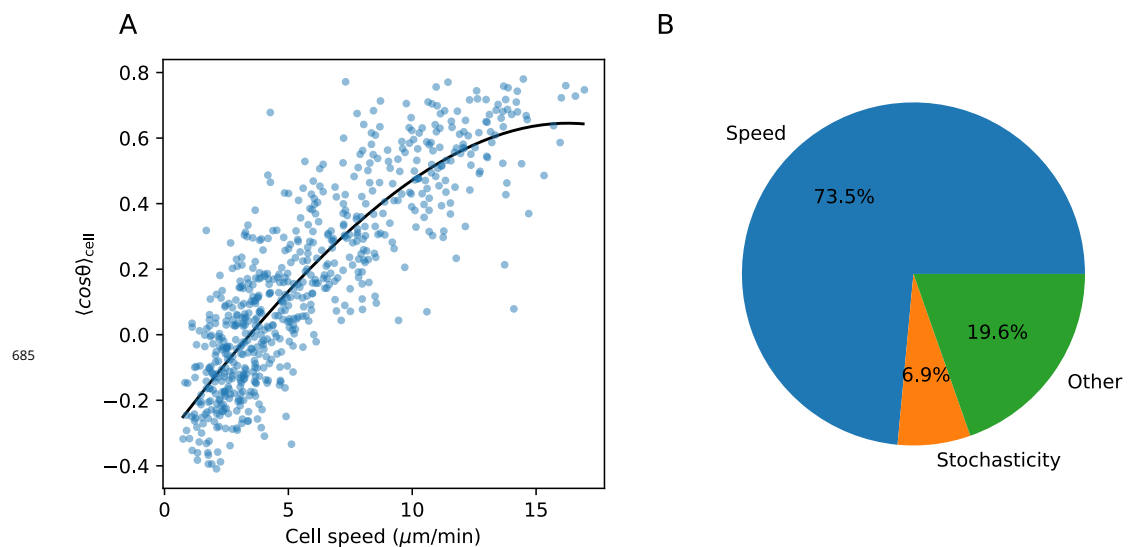 A
B
0.8
0.6
0.4
0.2
0.0
−0.2
−0.4
⟨cosθ⟩cell
0
5
10
15
Cell speed (μm/min)
685
Speed
73.5%
19.6%
6.9%
Other
Stochasticity